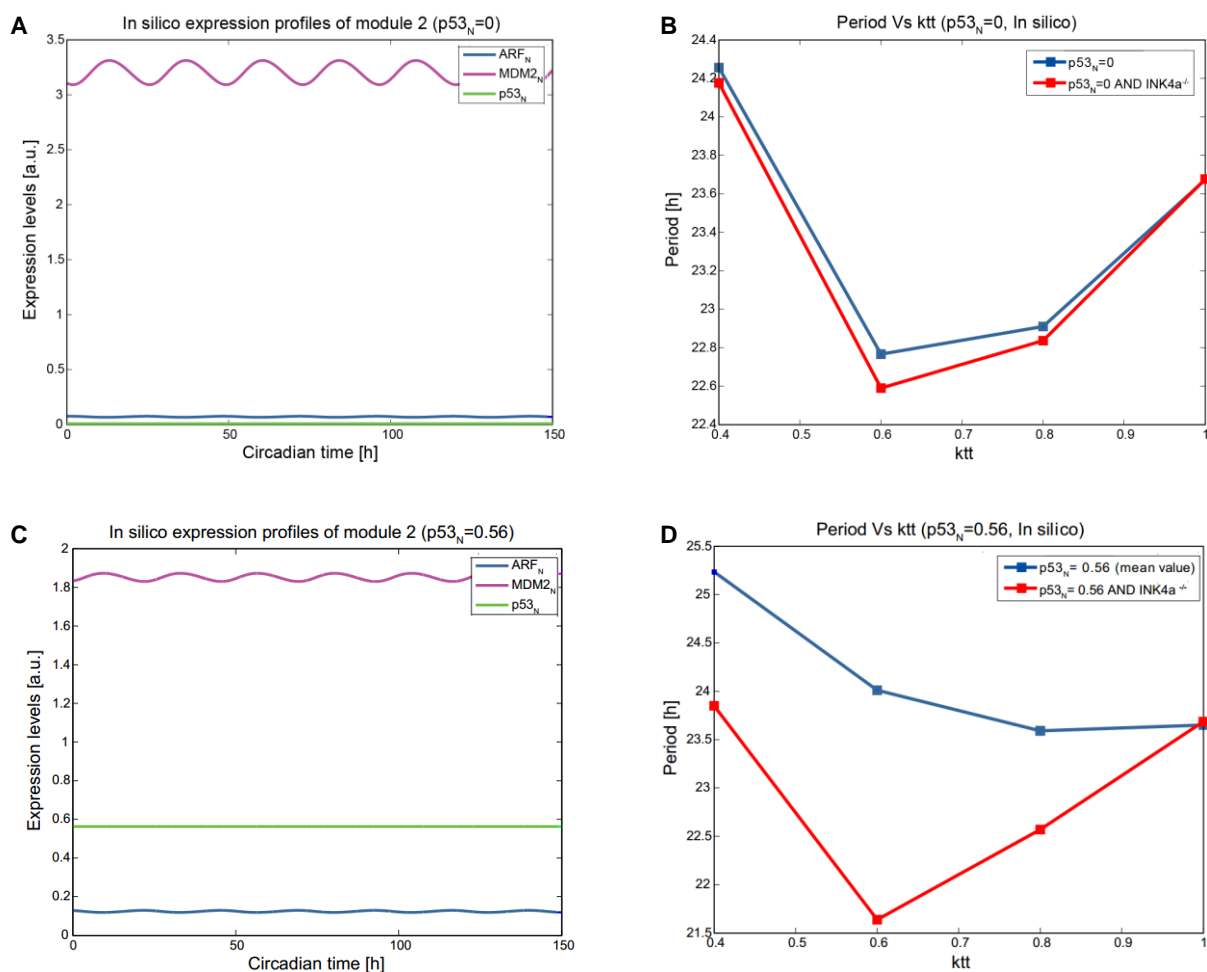 A
In silico expression profiles of module 2 (p53N=0)
3.5
3
2.5
2
1.5
1
0.5
0
ARFN
MDM2N
p53N
0
50
100
150
Expression levels [a.u.]
Circadian time [h]
B
Period Vs ktt (p53N=0, In silico)
24.4
24.2
24
23.8
23.6
23.4
23.2
23
22.8
22.6
22.4
p53N=0
p53N=0 AND INK4a-/-
0.4
0.5
0.6
0.7
0.8
0.9
1
Period [h]
ktt
C
In silico expression profiles of module 2 (p53N=0.56)
2
1.8
1.6
1.4
1.2
1
0.8
0.6
0.4
0.2
0
ARFN
MDM2N
p53N
0
50
100
150
Expression levels [a.u.]
Circadian time [h]
D
Period Vs ktt (p53N=0.56, In silico)
25.5
25
24.5
24
23.5
23
22.5
22
21.5
p53N= 0.56 (mean value)
p53N= 0.56 AND INK4a -/-
0.4
0.5
0.6
0.7
0.8
0.9
1
Period [h]
ktt